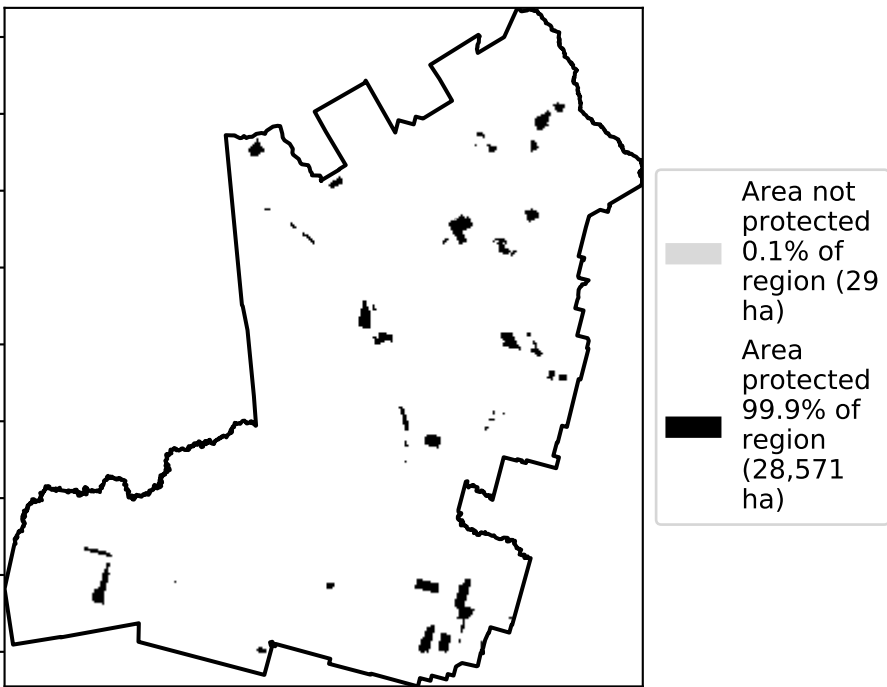 Area not
protected
0.1% of
region (29
ha)
Area
protected
99.9% of
region
(28,571
ha)